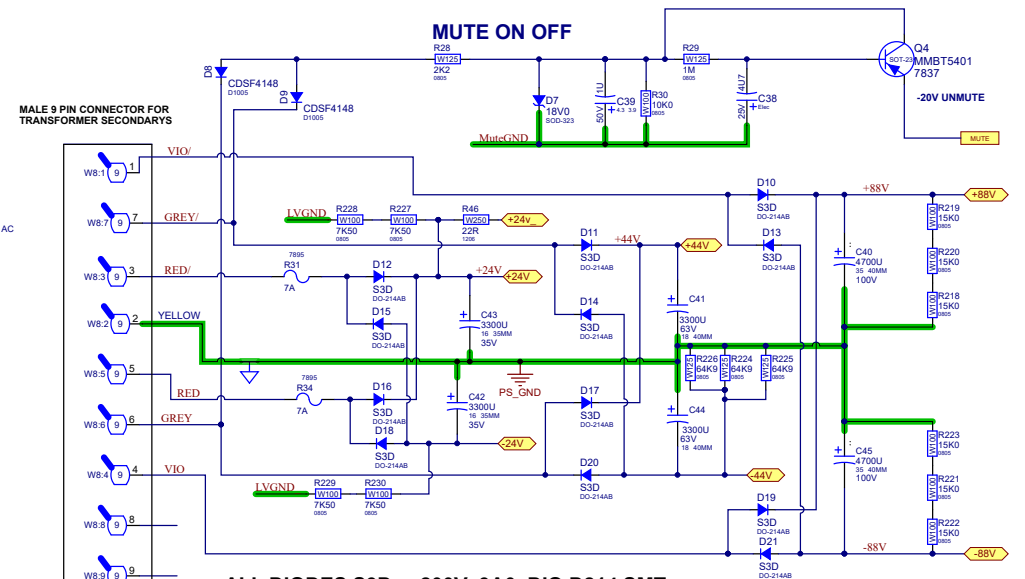 MUTE ON OFF
MALE 9 PIN CONNECTOR FOR
TRANSFORMER SECONDARYS
AC
D8
CDSF4148
D1005
D9
CDSF4148
D1005
R28
W125
2K2
0805
D7
18V0
SOD-323
50V 1U
C39
4.3 3.9
W100
R30
10K0
0805
R29
W125
1M
0805
25V 4U7
C38
Elec
Q4
SOT-23
MMBT5401
7837
-20V UNMUTE
MUTE
MuteGND
W8:1 9 1 VIO/
W8:7 9 7 GREY/
W8:3 9 3 RED/
W8:2 9 2 YELLOW
W8:5 9 5 RED
W8:6 9 6 GREY
W8:4 9 4 VIO
W8:8 9 8
W8:9 9 9
LVGND
R228
W100
7K50
0805
R227
W100
7K50
0805
R46
W250
22R
1206
+24v_
7895
R31
7A
D12
S3D
DO-214AB
D15
S3D
DO-214AB
+24V
+24V
C43
3300U
16 35MM
35V
7895
R34
7A
D16
S3D
DO-214AB
D18
S3D
DO-214AB
C42
3300U
16 35MM
35V
-24V
PS_GND
LVGND
R229
W100
7K50
0805
R230
W100
7K50
0805
D11
S3D
DO-214AB
+44V
+44V
D14
S3D
DO-214AB
C41
3300U
63V
18 40MM
W125
R226
64K9
0805
W125
R224
64K9
0805
W125
R225
64K9
0805
D17
S3D
DO-214AB
C44
3300U
63V
18 40MM
D20
S3D
DO-214AB
-44V
D10
S3D
DO-214AB
D13
S3D
DO-214AB
+88V
+88V
C40
4700U
35 40MM
100V
W100
R219
15K0
0805
W100
R220
15K0
0805
W100
R218
15K0
0805
C45
4700U
35 40MM
100V
W100
R223
15K0
0805
W100
R221
15K0
0805
W100
R222
15K0
0805
D19
S3D
DO-214AB
D21
S3D
DO-214AB
-88V
-88V